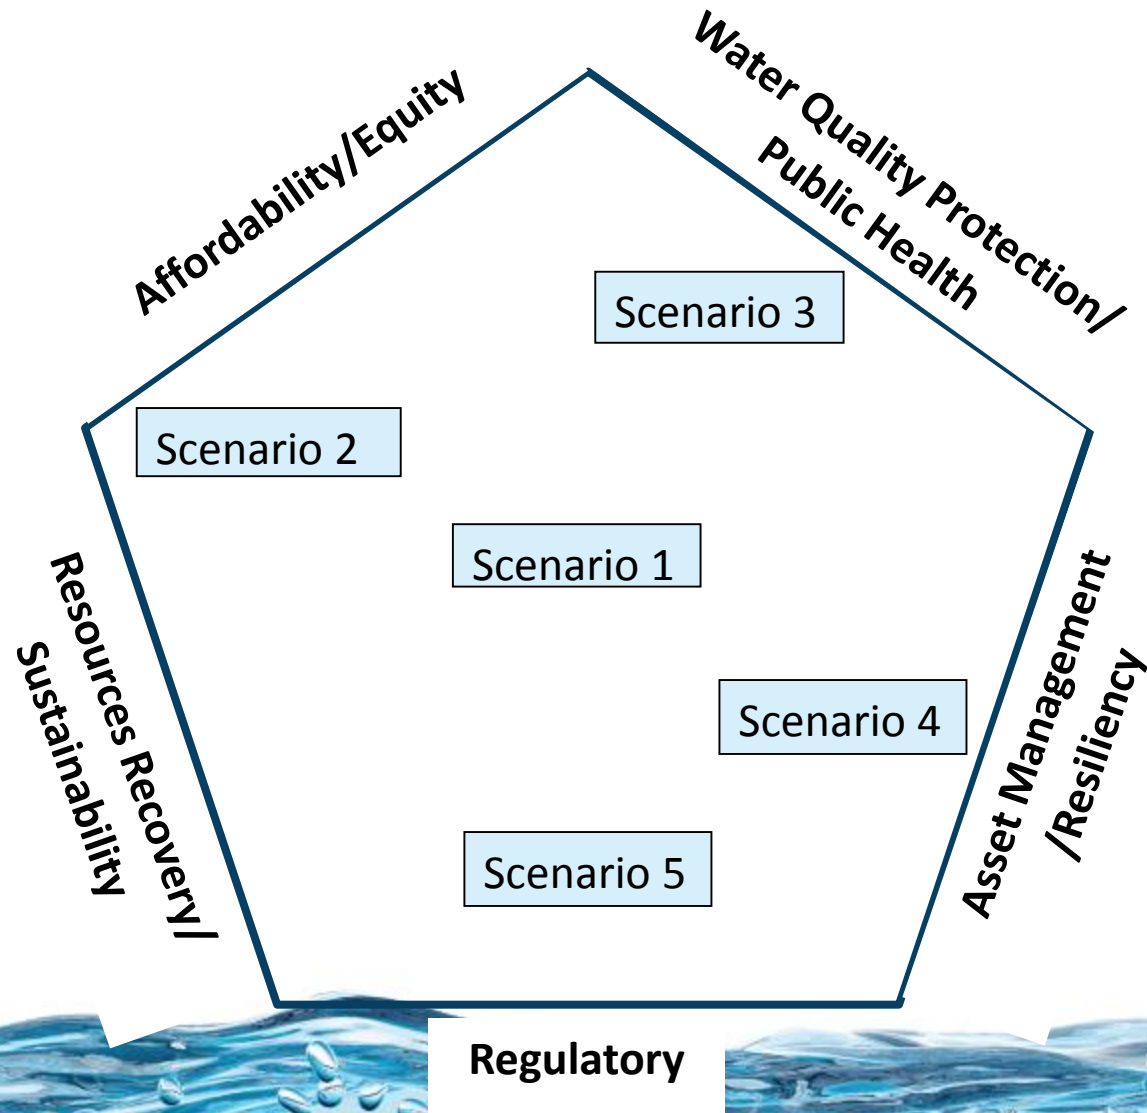 Affordability/Equity
Water Quality Protection/
Public Health
Scenario 3
Scenario 2
Scenario 1
Resources Recovery/
Sustainability
Scenario 4
Asset Management
/Resiliency
Scenario 5
Regulatory